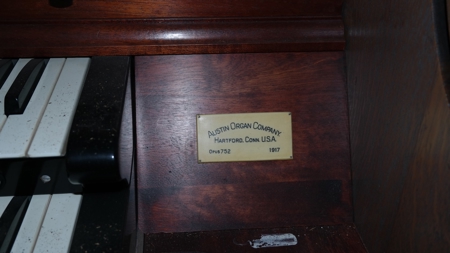 AUSTIN ORGAN COMPANY
HARTFORD, CONN. U.S.A.
OPUS 752 1917